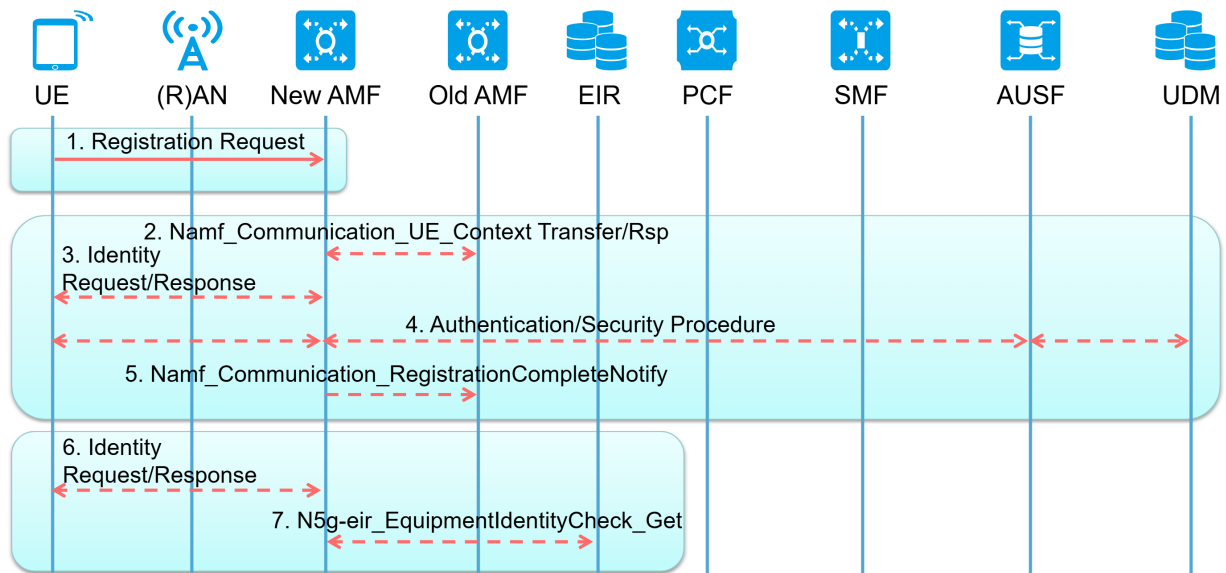 UE
(R)AN
New AMF
Old AMF
EIR
PCF
SMF
AUSF
UDM
1. Registration Request
2. Namf_Communication_UE_Context Transfer/Rsp
3. Identity
Request/Response
4. Authentication/Security Procedure
5. Namf_Communication_RegistrationCompleteNotify
6. Identity
Request/Response
7. N5g-eir_EquipmentIdentityCheck_Get